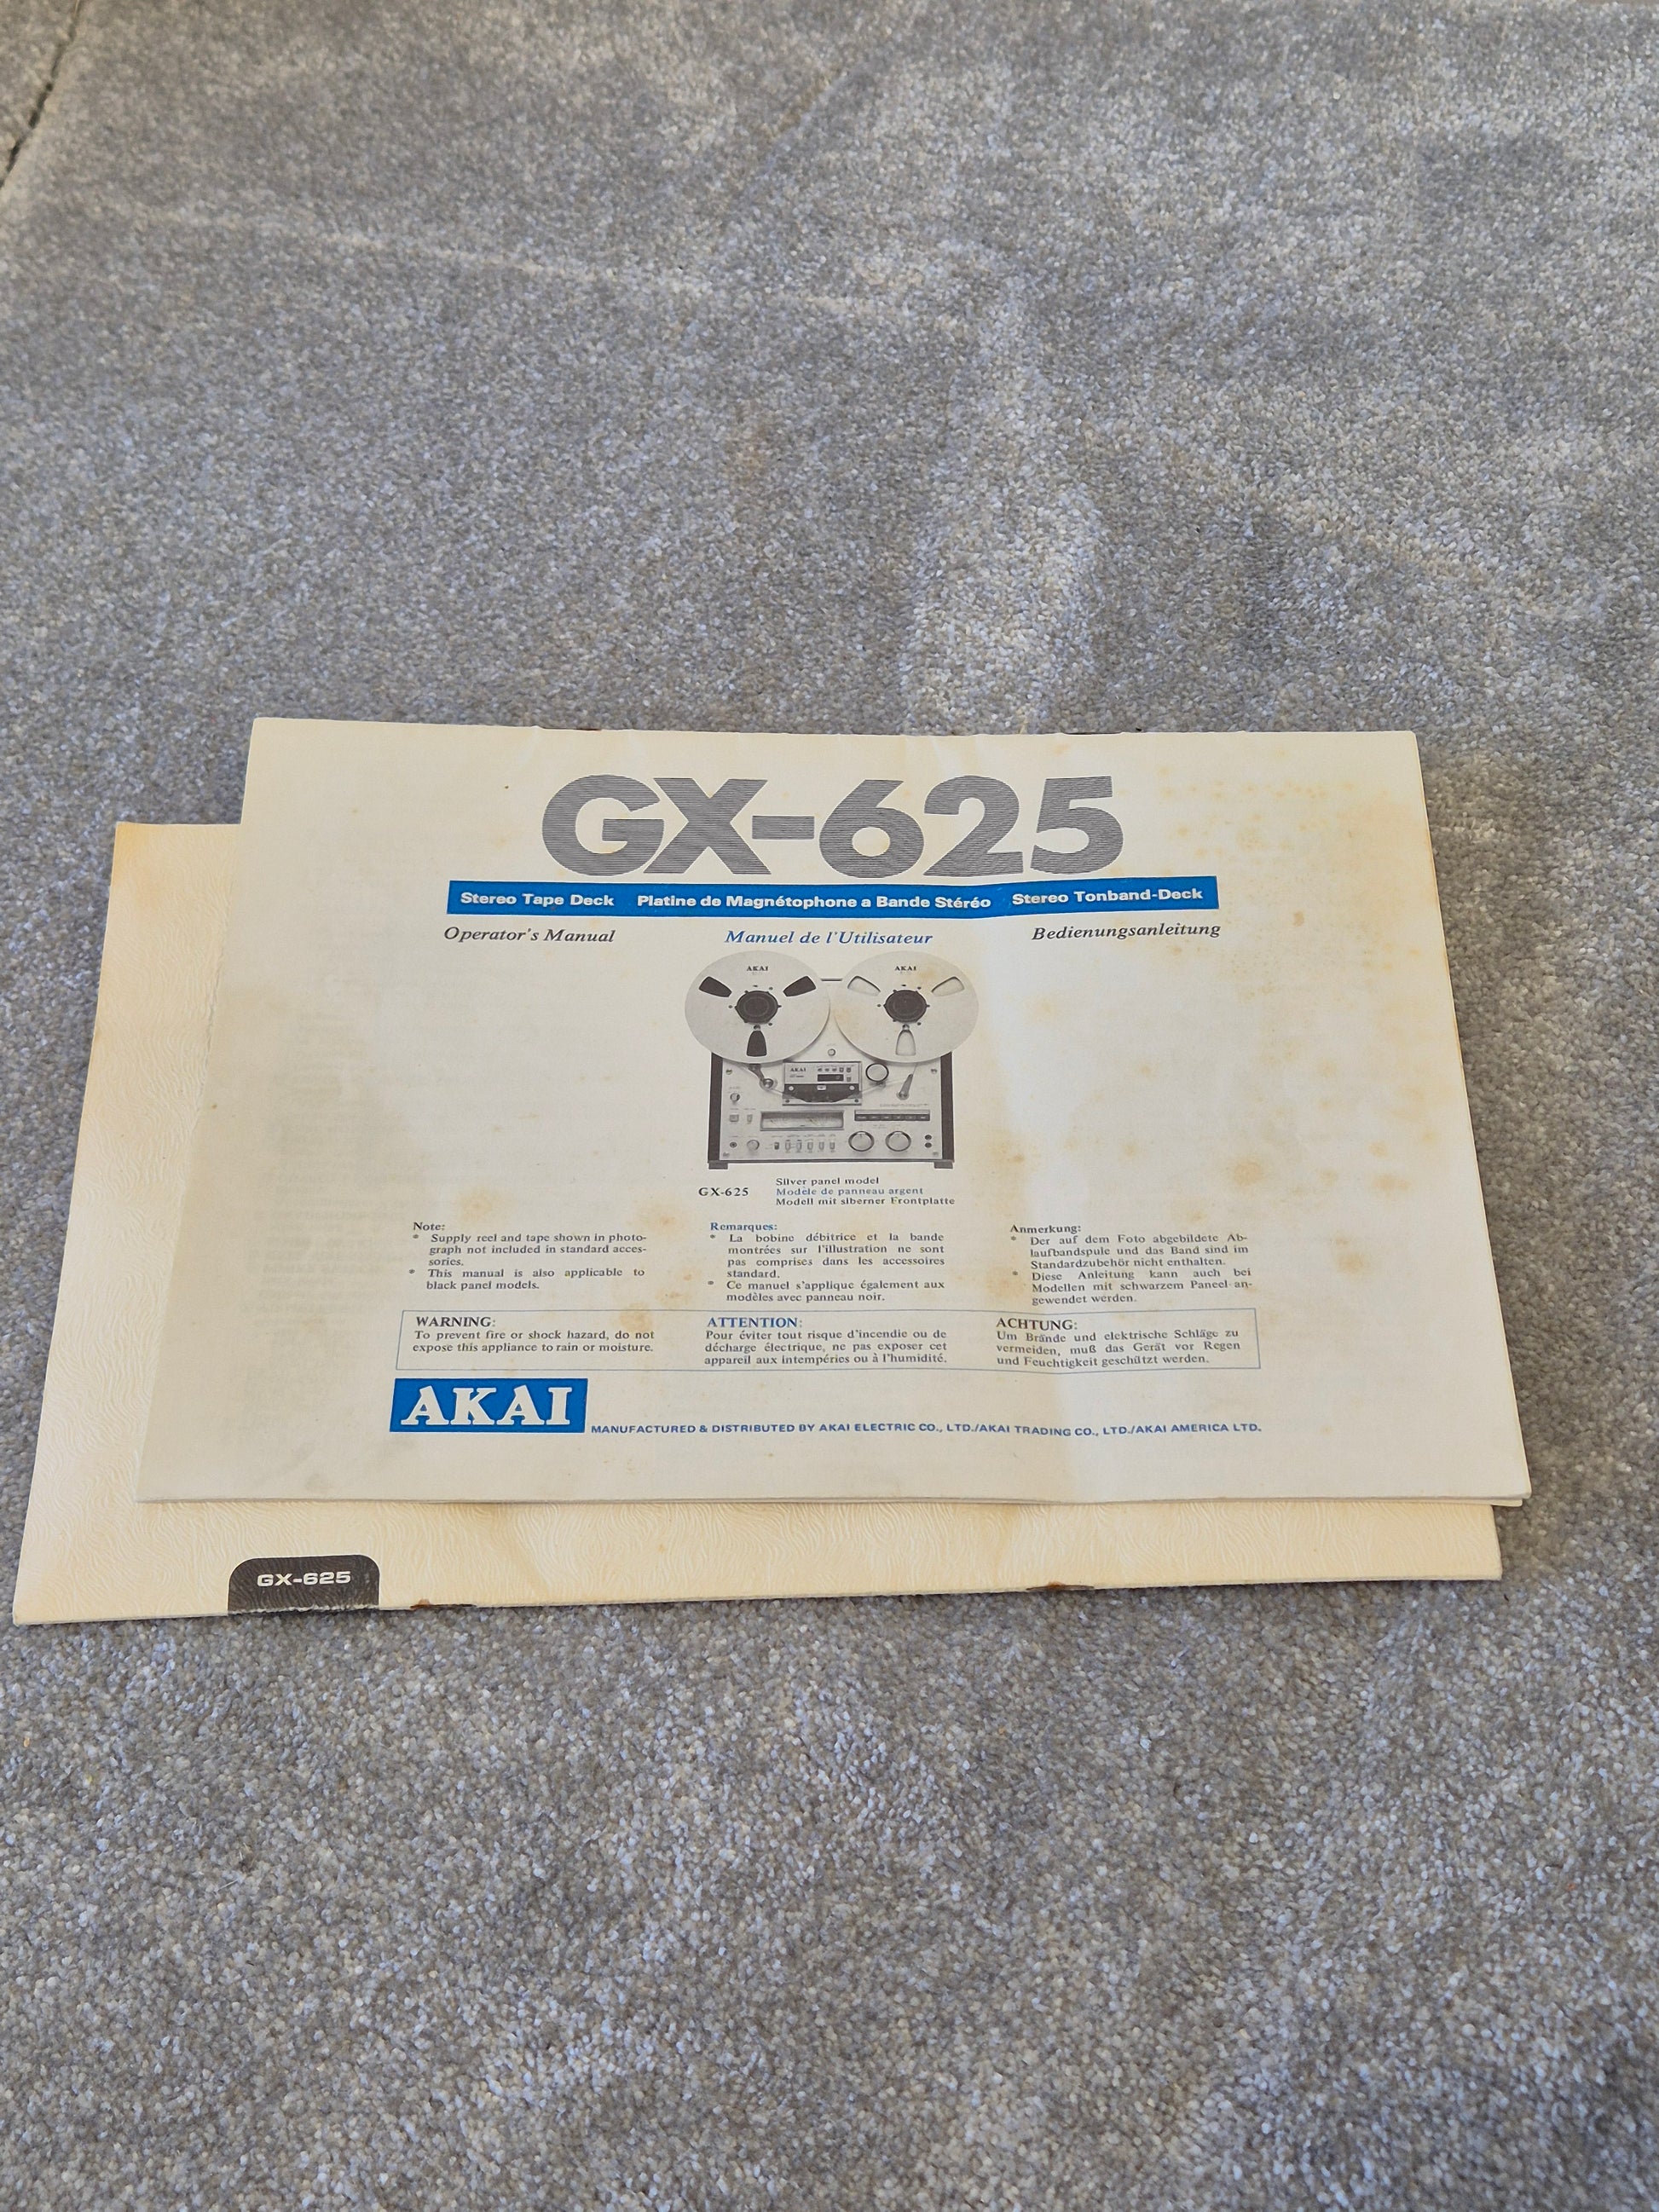 GX-625
Stereo Tape Deck Platine de Magnétophone a Bande Stéréo Stereo Tonband-Deck
Operator's Manual Manuel de l'Utilisateur Bedienungsanleitung
AKAI AKAI
AKAI
GX-625
Silver panel model
Modèle de panneau argent
Modell mit silberner Frontplatte
Note:
* Supply reel and tape shown in photo-
graph not included in standard acces-
sories.
* This manual is also applicable to
black panel models.
Remarques:
* La bobine débitrice et la bande
montrées sur l'illustration ne sont
pas comprises dans les accessoires
standard.
* Ce manuel s'applique également aux
modèles avec panneau noir.
Anmerkung:
* Der auf dem Foto abgebildete Ab-
laufbandspule und das Band sind im
Standardzubehör nicht enthalten.
* Diese Anleitung kann auch bei
Modellen mit schwarzem Paneel an-
gewendet werden.
WARNING:
To prevent fire or shock hazard, do not
expose this appliance to rain or moisture.
ATTENTION:
Pour éviter tout risque d'incendie ou de
décharge électrique, ne pas exposer cet
appareil aux intempéries ou à l'humidité.
ACHTUNG:
Um Brände und elektrische Schläge zu
vermeiden, muß das Gerät vor Regen
und Feuchtigkeit geschützt werden.
AKAI MANUFACTURED & DISTRIBUTED BY AKAI ELECTRIC CO., LTD./AKAI TRADING CO., LTD./AKAI AMERICA LTD.
GX-625